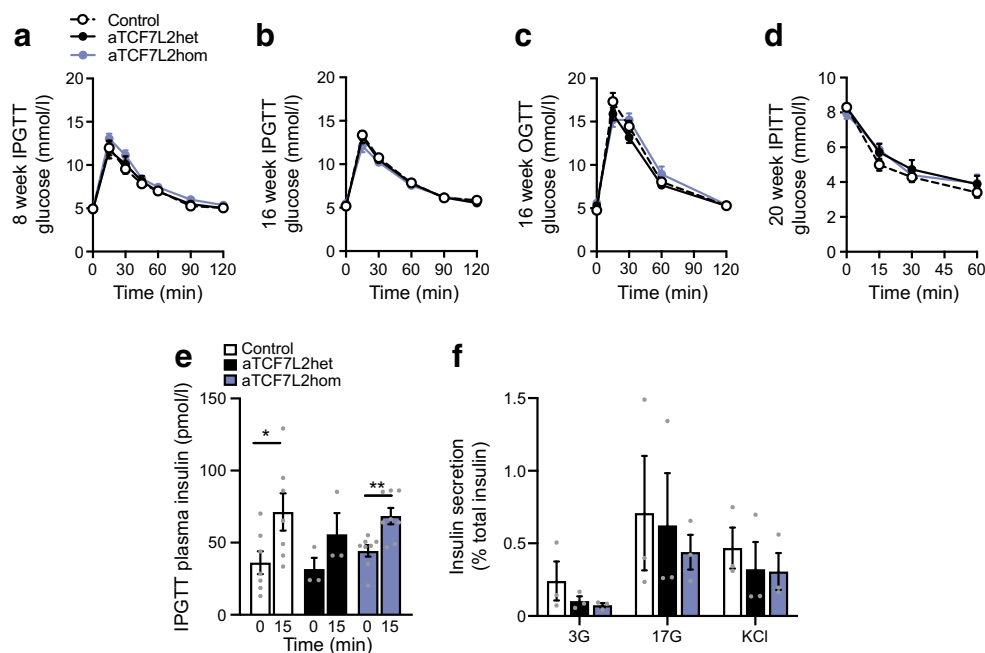 Control
aTCF7L2het
aTCF7L2hom
a
b
c
d
8 week IPGTT
glucose (mmol/l)
20
15
10
5
0
0 30 60 90 120
Time (min)
16 week IPGTT
glucose (mmol/l)
20
15
10
5
0
0 30 60 90 120
Time (min)
16 week OGTT
glucose (mmol/l)
20
15
10
5
0
0 30 60 90 120
Time (min)
20 week IPITT
glucose (mmol/l)
10
8
6
4
2
0
0 15 30 45 60
Time (min)
e
Control
aTCF7L2het
aTCF7L2hom
IPGTT plasma insulin (pmol/l)
150
100
50
0
*
**
0 15 0 15 0 15
Time (min)
f
Insulin secretion
(% total insulin)
1.5
1.0
0.5
0
3G 17G KCl